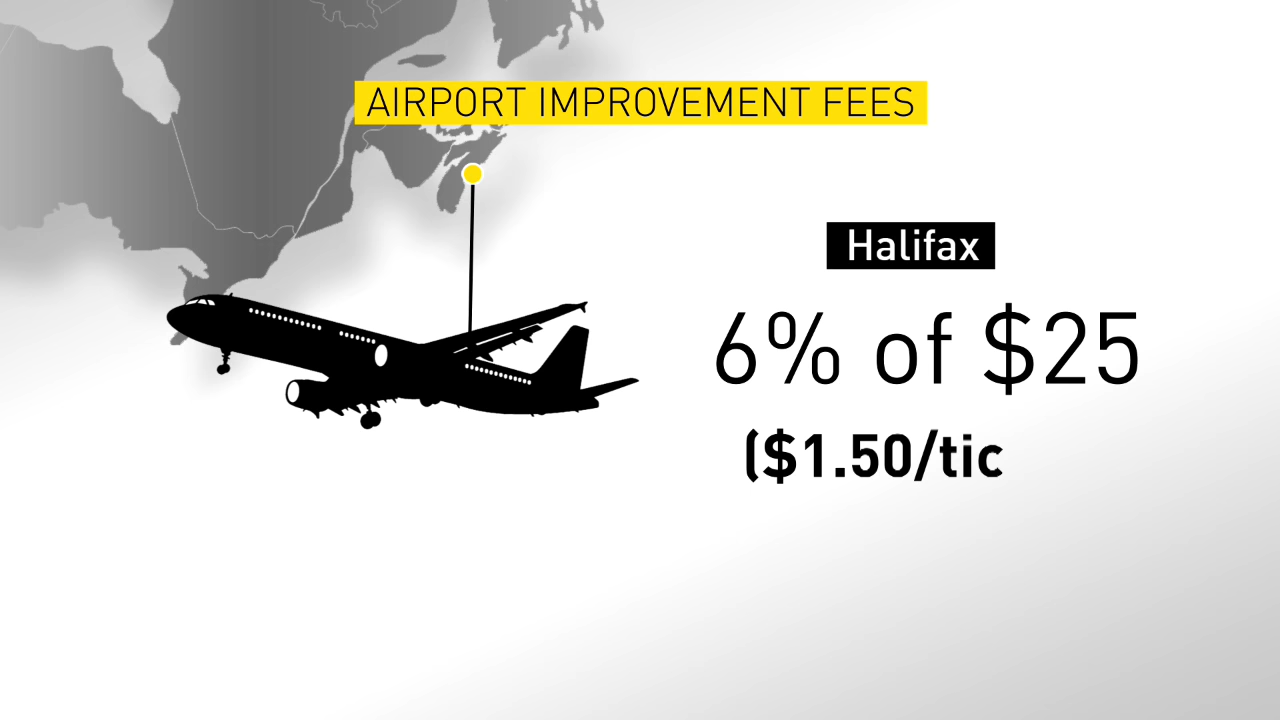 AIRPORT IMPROVEMENT FEES
Halifax
6% of $25
($1.50/tic